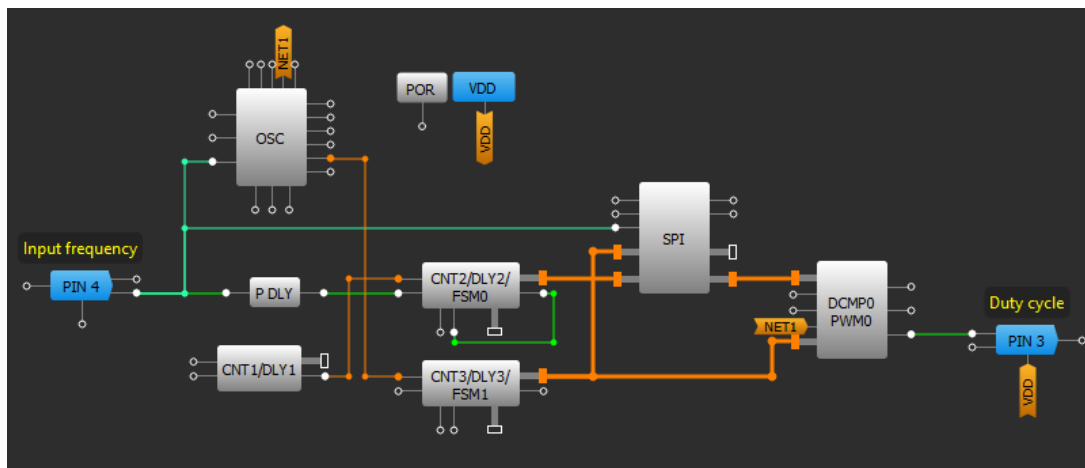 NET1
OSC
POR
VDD
VDD
Input frequency
PIN 4
P DLY
CNT1/DLY1
CNT2/DLY2/
FSM0
CNT3/DLY3/
FSM1
SPI
DCMP0
PWM0
NET1
Duty cycle
PIN 3
VDD